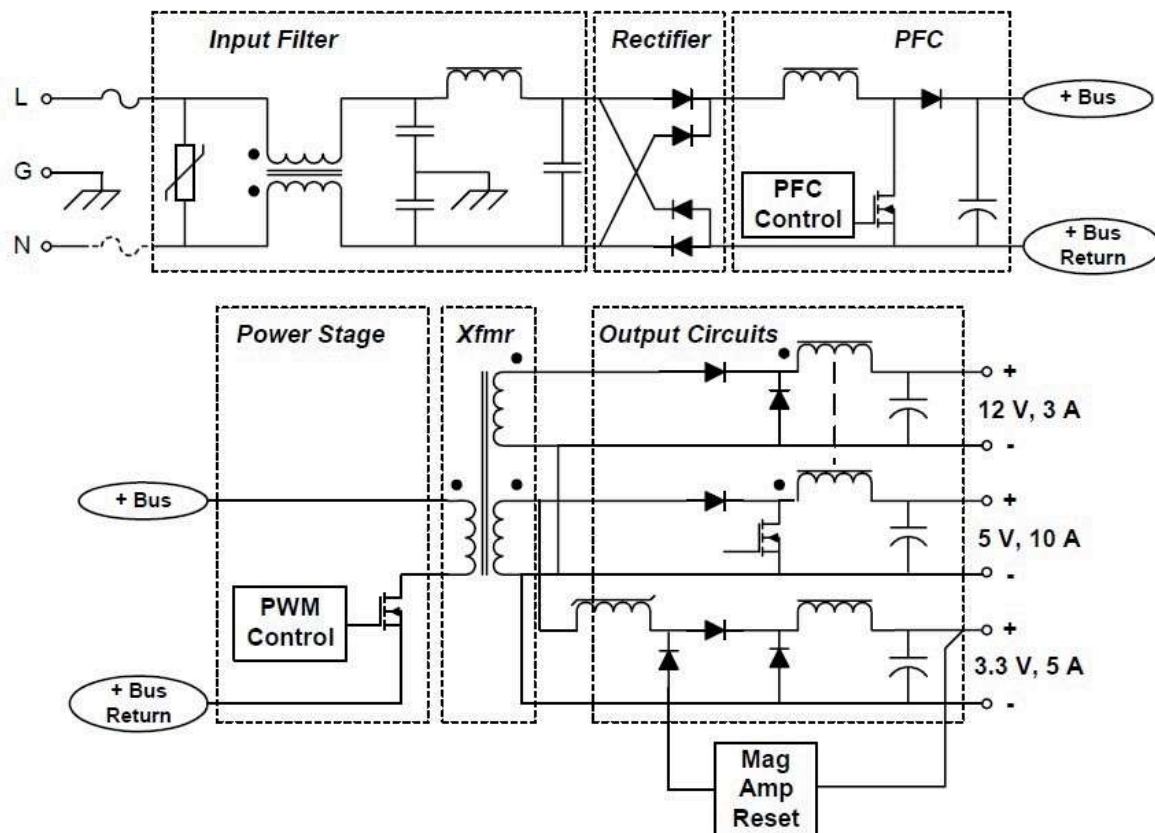 Input Filter
Rectifier
PFC
L
+ Bus
G
PFC
Control
N
+ Bus
Return
Power Stage
Xfmr
Output Circuits
+
12 V, 3 A
-
+ Bus
+
5 V, 10 A
-
PWM
Control
+
3.3 V, 5 A
-
+ Bus
Return
Mag
Amp
Reset